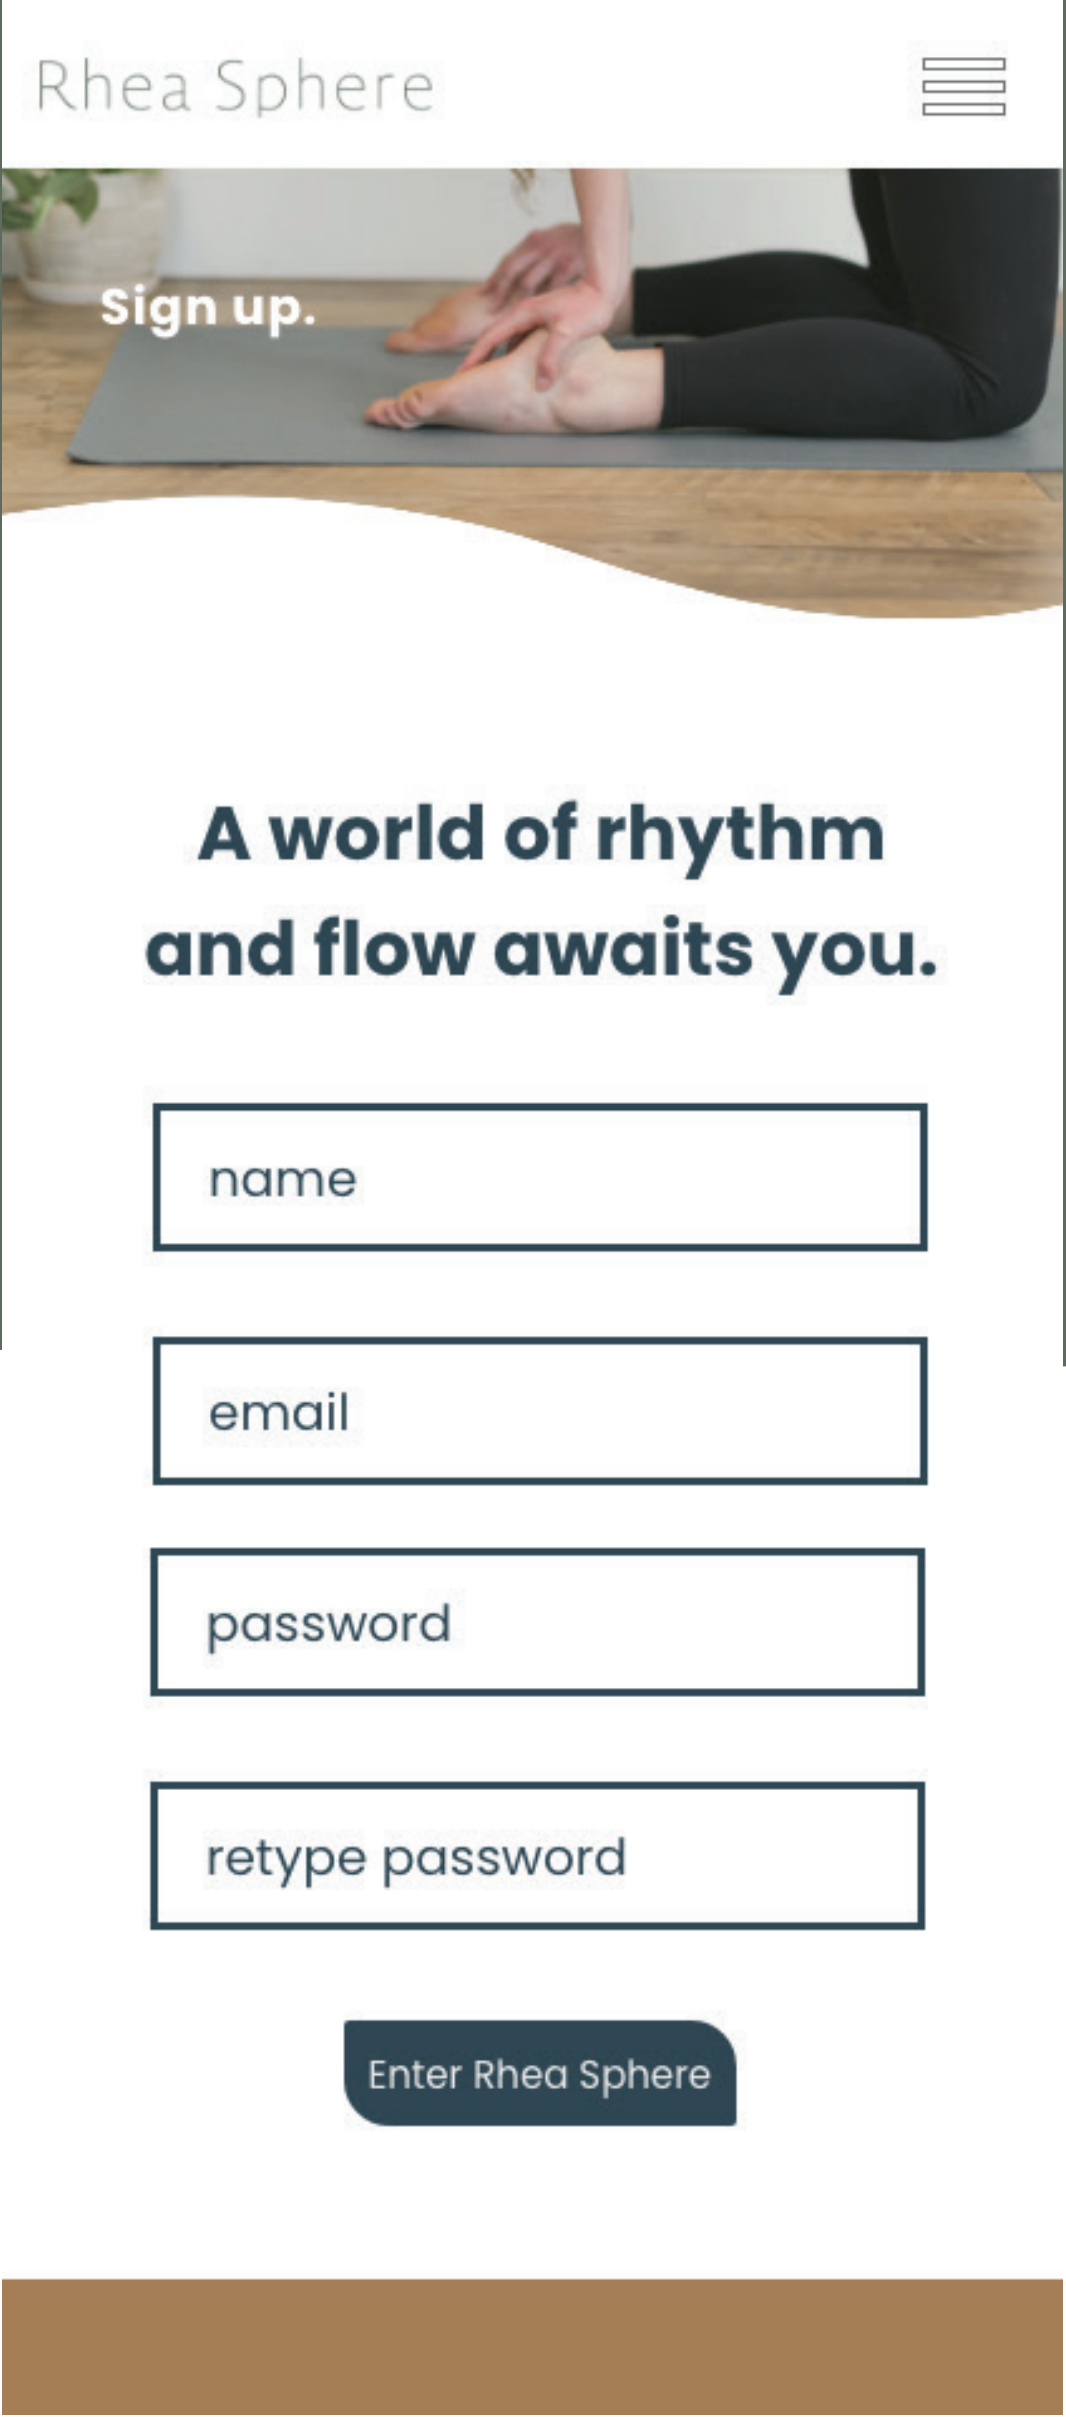 Rhea Sphere
Sign up.
A world of rhythm
and flow awaits you.
name
email
password
retype password
Enter Rhea Sphere